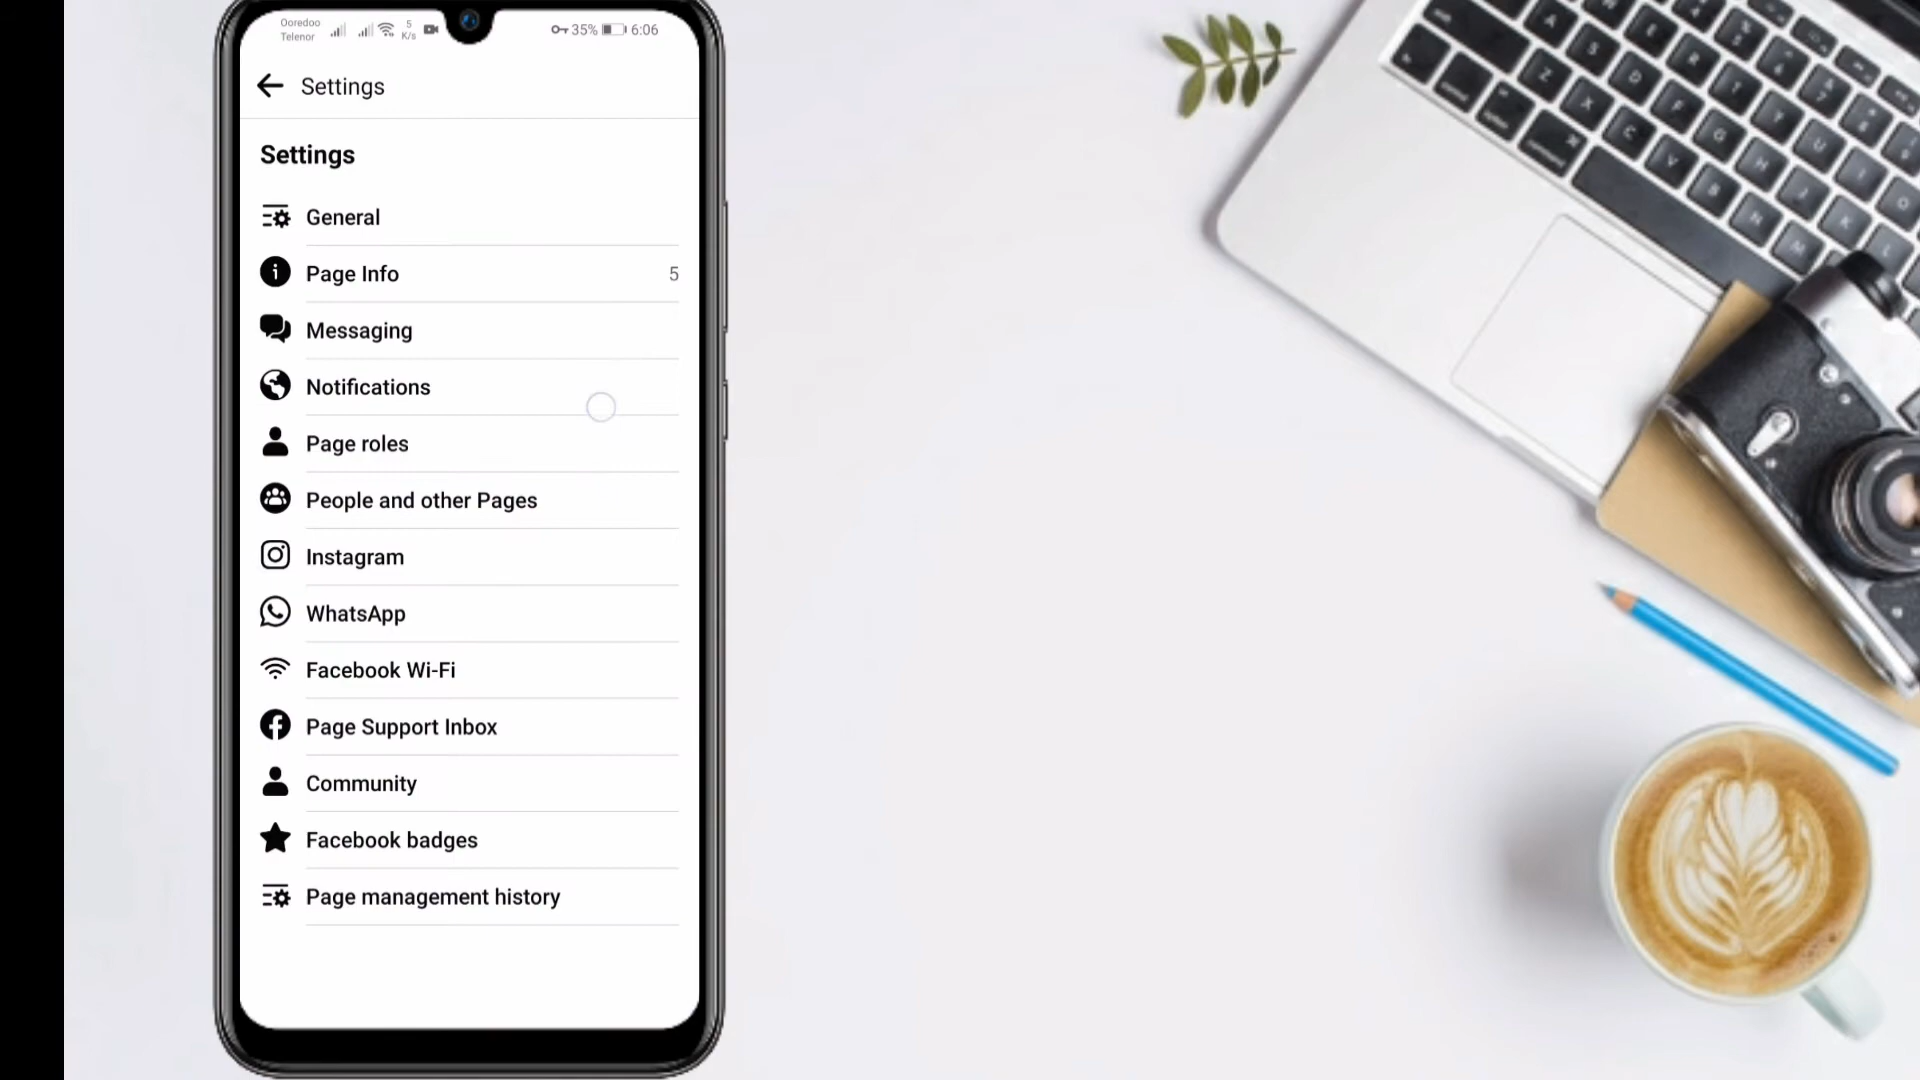 Ooredoo
Telenor
5
K/s
35%
6:06
Settings
Settings
General
Page Info
5
Messaging
Notifications
Page roles
People and other Pages
Instagram
WhatsApp
Facebook Wi-Fi
Page Support Inbox
Community
Facebook badges
Page management history